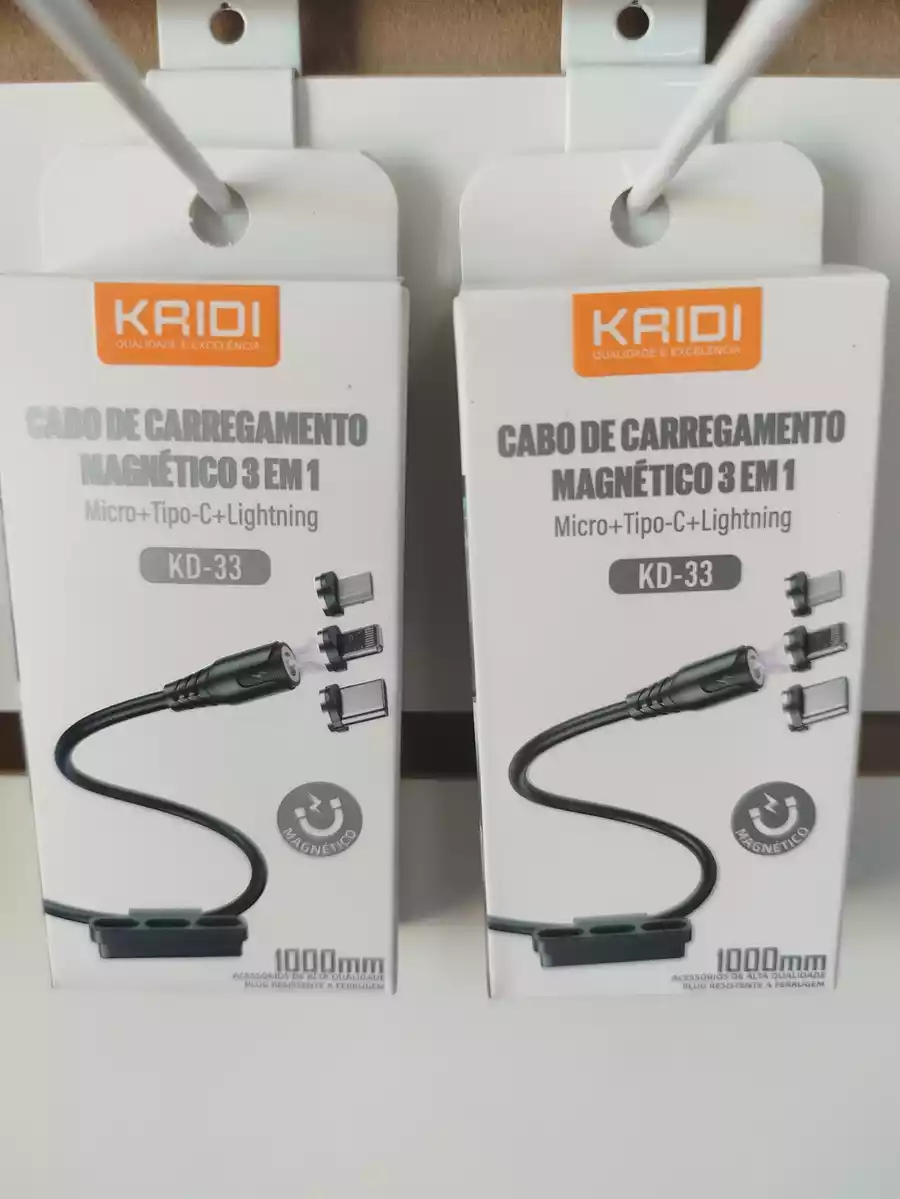 KAIDI
QUALIDADE E EXCELÊNCIA
CABO DE CARREGAMENTO
MAGNÉTICO 3 EM 1
Micro+Tipo-C+Lightning
KD-33
MAGNÉTICO
1000mm
ACESSÓRIOS DE ALTA QUALIDADE
PLUG RESISTENTE A FERRUGEM
KAIDI
QUALIDADE E EXCELÊNCIA
CABO DE CARREGAMENTO
MAGNÉTICO 3 EM 1
Micro+Tipo-C+Lightning
KD-33
MAGNÉTICO
1000mm
ACESSÓRIOS DE ALTA QUALIDADE
PLUG RESISTENTE A FERRUGEM